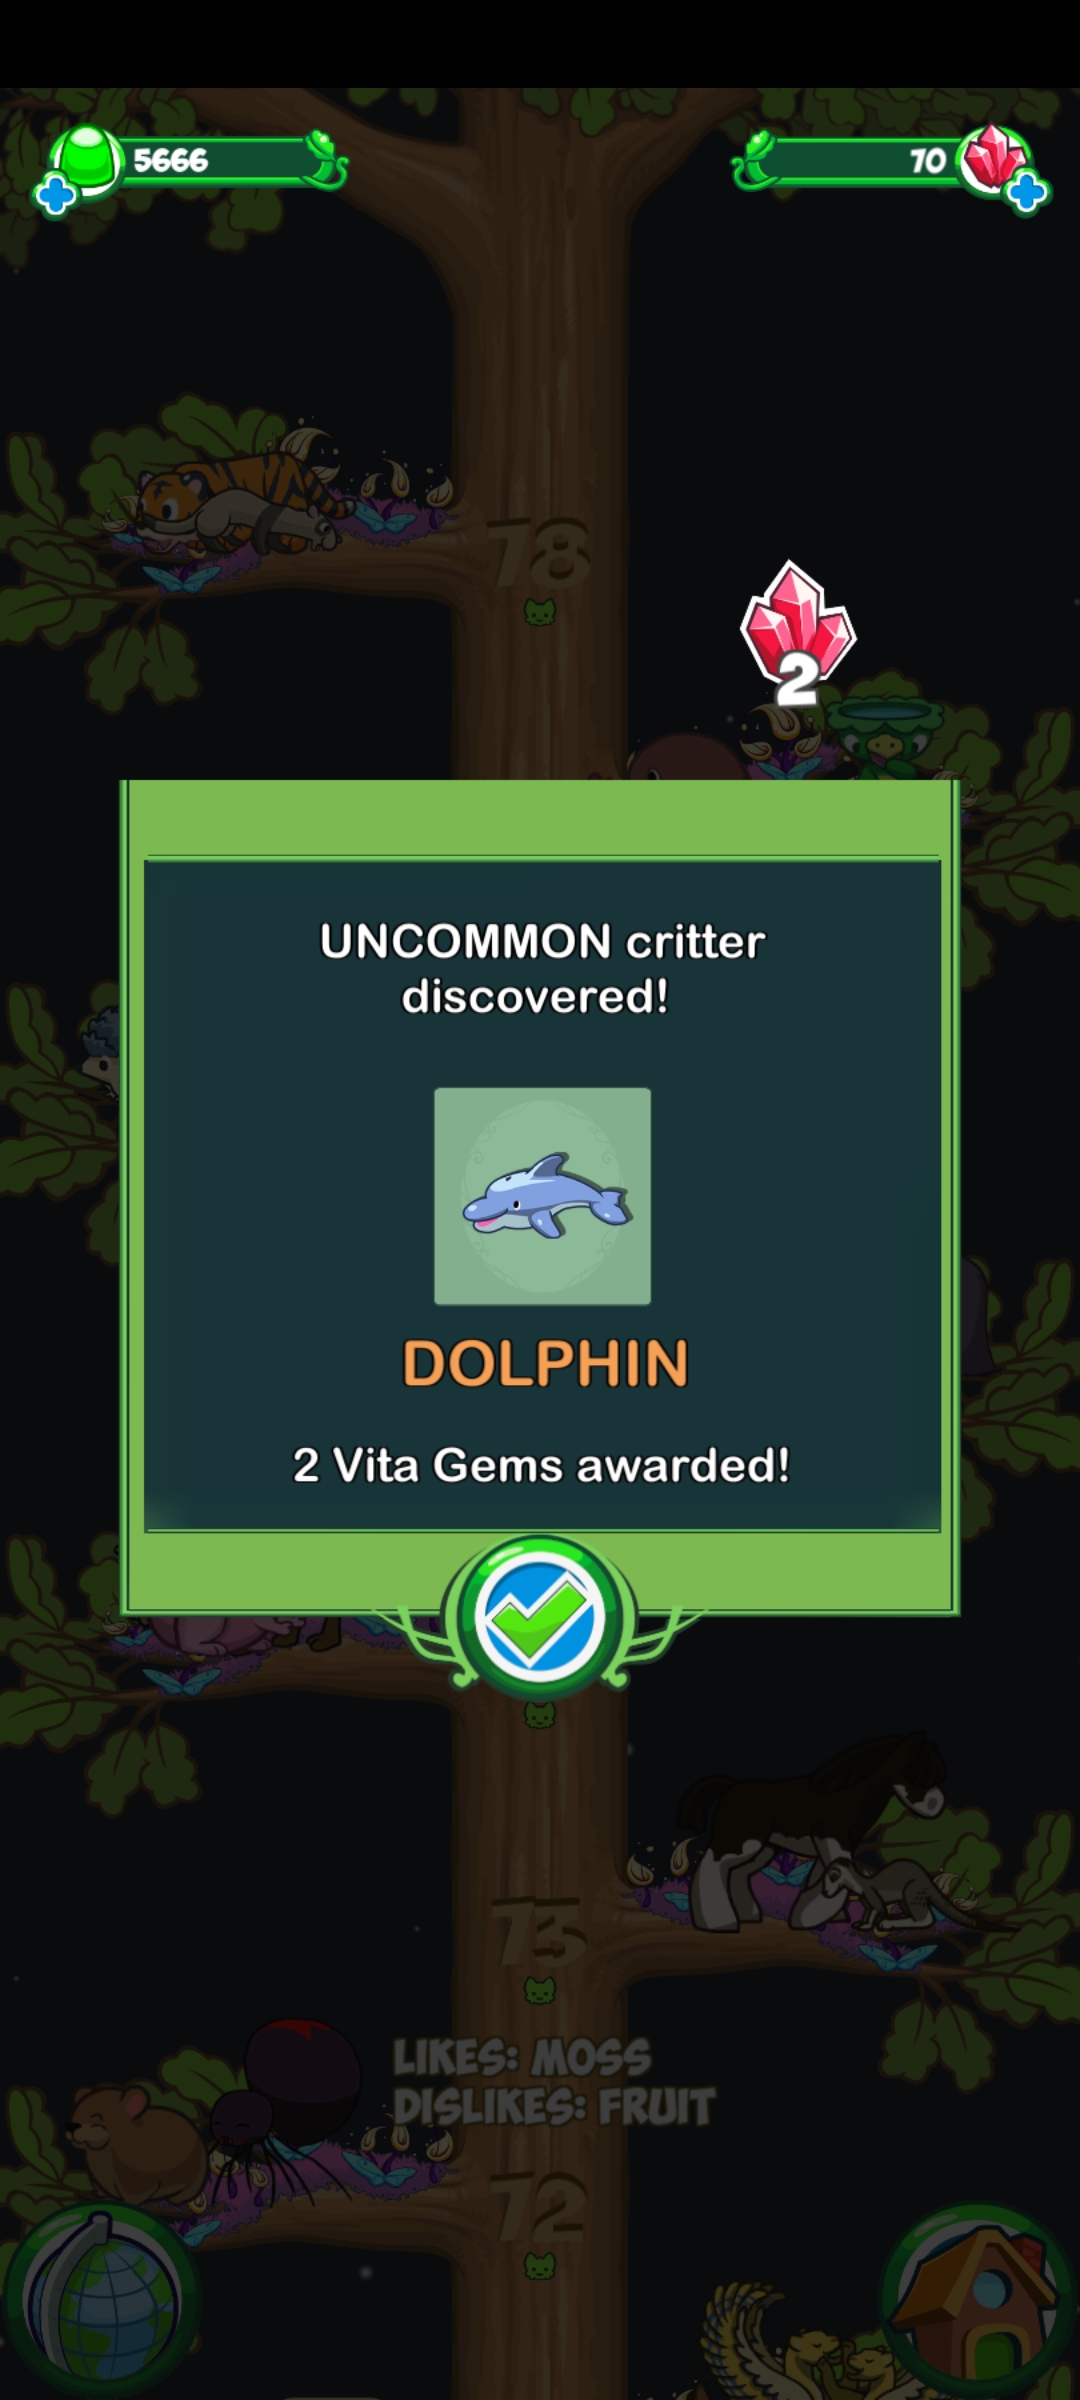 5666
70
78
2
UNCOMMON critter
discovered!
DOLPHIN
2 Vita Gems awarded!
73
LIKES: MOSS
DISLIKES: FRUIT
72